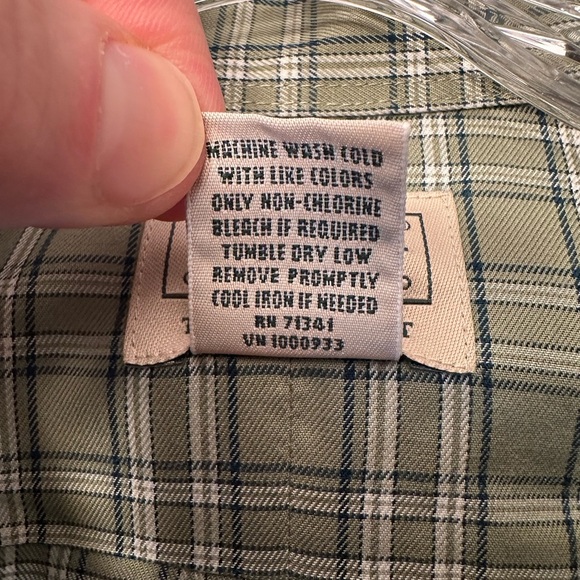 MACHINE WASH COLD
WITH LIKE COLORS
ONLY NON-CHLORINE
BLEACH IF REQUIRED
TUMBLE DRY LOW
REMOVE PROMPTLY
COOL IRON IF NEEDED
RN 71341
VN 1000933